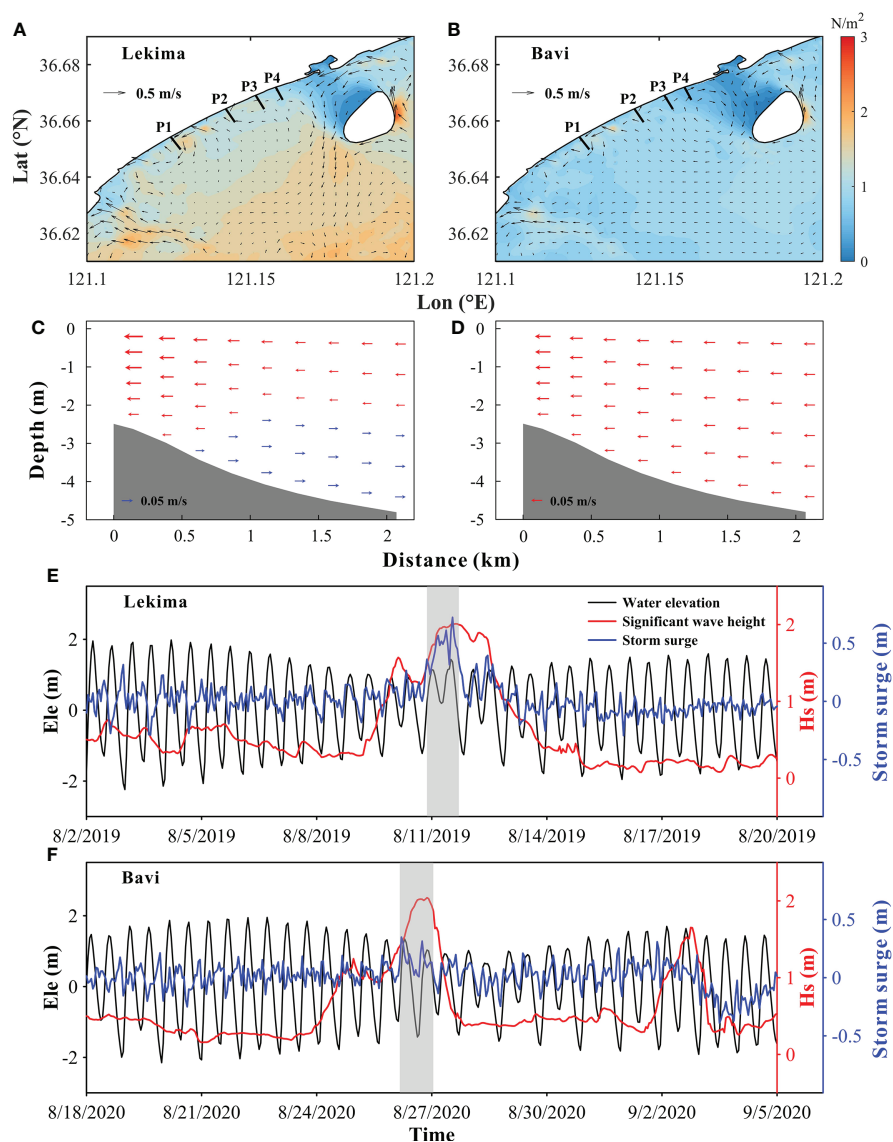 N/m²
A
Lekima
B
Bavi
3
36.68
P4
P3
0.5 m/s
P2
P1
36.68
P4
P3
0.5 m/s
P2
P1
36.66
36.66
2
Lat (°N)
36.64
36.64
1
36.62
36.62
0
121.1
121.15
121.2
121.1
121.15
121.2
Lon (°E)
C
D
0
-1
-2
-3
-4
-5
0
-1
-2
-3
-4
-5
Depth (m)
0.05 m/s
0.05 m/s
0
0.5
1
1.5
2
0
0.5
1
1.5
2
Distance (km)
E
Lekima
Water elevation
Significant wave height
Storm surge
2
0
-2
Ele (m)
2
1
0
Hs (m)
0.5
0
-0.5
Storm surge (m)
8/2/2019
8/5/2019
8/8/2019
8/11/2019
8/14/2019
8/17/2019
8/20/2019
F
Bavi
2
0
-2
Ele (m)
2
1
0
Hs (m)
0.5
0
-0.5
Storm surge (m)
8/18/2020
8/21/2020
8/24/2020
8/27/2020
8/30/2020
9/2/2020
9/5/2020
Time